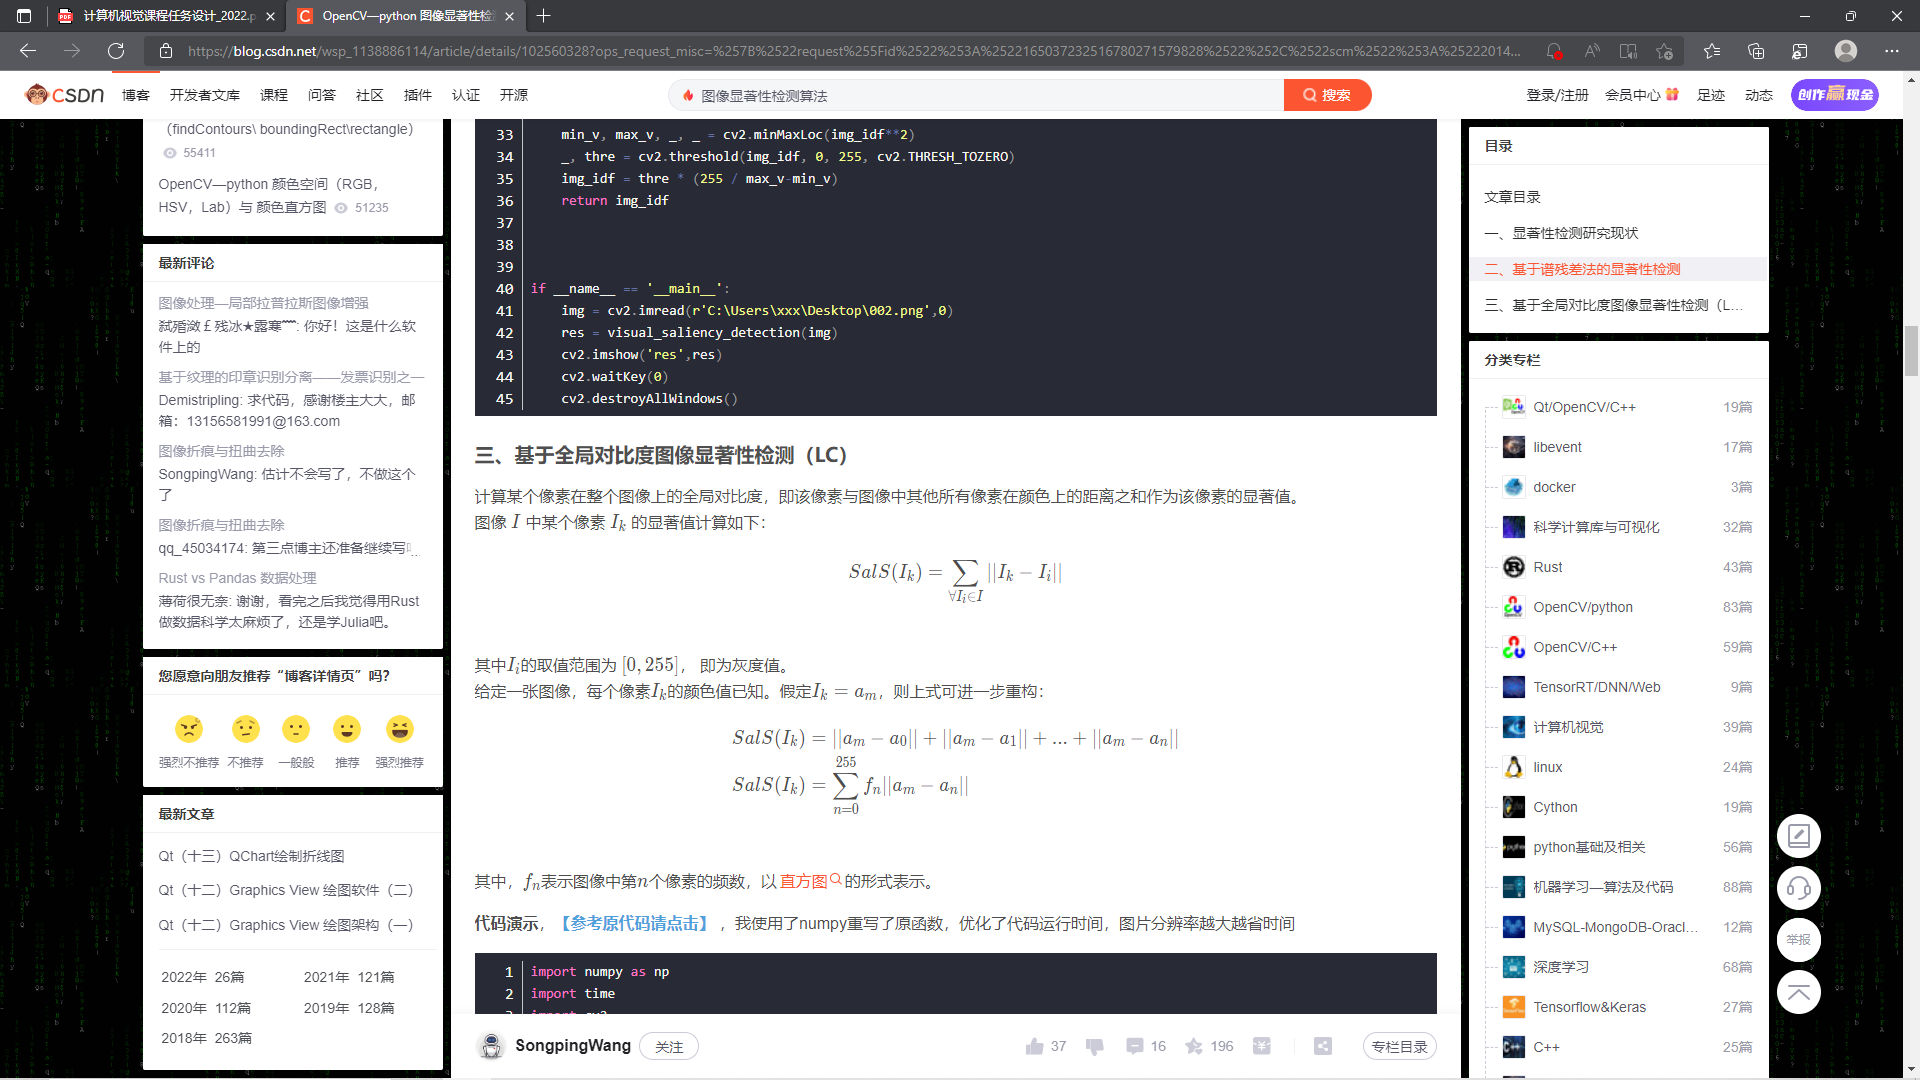 计算机视觉课程任务设计_2022.p
OpenCV—python 图像显著性检
https://blog.csdn.net/wsp_1138886114/article/details/102560328?ops_request_misc=%257B%2522request%255Fid%2522%253A%2522165037232516780271579828%2522%252C%2522scm%2522%253A%25222014...
CSDN 博客 开发者文库 课程 问答 社区 插件 认证 开源
图像显著性检测算法
搜索
登录/注册 会员中心 足迹 动态 创作赢现金
（findContours\ boundingRect\rectangle）
55411
OpenCV—python 颜色空间（RGB，
HSV，Lab）与 颜色直方图 51235
最新评论
图像处理—局部拉普拉斯图像增强
残冰★露寒: 你好！这是什么软
件上的
基于纹理的印章识别分离——发票识别之一
Demistripling: 求代码，感谢楼主大大，邮
箱：13156581991@163.com
图像折痕与扭曲去除
SongpingWang: 估计不会写了，不做这个
了
图像折痕与扭曲去除
qq_45034174: 第三点博主还准备继续写
Rust vs Pandas 数据处理
薄荷很无奈: 谢谢，看完之后我觉得用Rust
做数据科学太麻烦了，还是学Julia吧。
您愿意向朋友推荐“博客详情页”吗？
强烈不推荐 不推荐 一般般 推荐 强烈推荐
最新文章
Qt（十三）QChart绘制折线图
Qt（十二）Graphics View 绘图软件（二）
Qt（十二）Graphics View 绘图架构（一）
2022年 26篇 2021年 121篇
2020年 112篇 2019年 128篇
2018年 263篇
33 min_v, max_v, _, _ = cv2.minMaxLoc(img_idf**2)
34 _, thre = cv2.threshold(img_idf, 0, 255, cv2.THRESH_TOZERO)
35 img_idf = thre * (255 / max_v-min_v)
36 return img_idf
37
38
39
40 if __name__ == '__main__':
41 img = cv2.imread(r'C:\Users\xxx\Desktop\002.png',0)
42 res = visual_saliency_detection(img)
43 cv2.imshow('res',res)
44 cv2.waitKey(0)
45 cv2.destroyAllWindows()
三、基于全局对比度图像显著性检测（LC）
计算某个像素在整个图像上的全局对比度，即该像素与图像中其他所有像素在颜色上的距离之和作为该像素的显著值。
图像 I 中某个像素 I_k 的显著值计算如下：
SalS(I_k) = ∑_{∀I_i∈I} ||I_k − I_i||
其中I_i的取值范围为 [0, 255]， 即为灰度值。
给定一张图像，每个像素I_k的颜色值已知。假定I_k = a_m，则上式可进一步重构：
SalS(I_k) = ||a_m − a_0|| + ||a_m − a_1|| + ... + ||a_m − a_n||
SalS(I_k) = ∑_{n=0}^{255} f_n||a_m − a_n||
其中，f_n表示图像中第n个像素的频数，以 直方图 的形式表示。
代码演示，【参考原代码请点击】 ，我使用了numpy重写了原函数，优化了代码运行时间，图片分辨率越大越省时间
1 import numpy as np
2 import time
3 import cv2
SongpingWang 关注 37 16 196 专栏目录
目录
文章目录
一、显著性检测研究现状
二、基于谱残差法的显著性检测
三、基于全局对比度图像显著性检测（L...
分类专栏
Qt/OpenCV/C++ 19篇
libevent 17篇
docker 3篇
科学计算库与可视化 32篇
Rust 43篇
OpenCV/python 83篇
OpenCV/C++ 59篇
TensorRT/DNN/Web 9篇
计算机视觉 39篇
linux 24篇
Cython 19篇
python基础及相关 56篇
机器学习—算法及代码 88篇
MySQL-MongoDB-Oracl... 12篇
深度学习 68篇
Tensorflow&Keras 27篇
C++ 25篇
举报